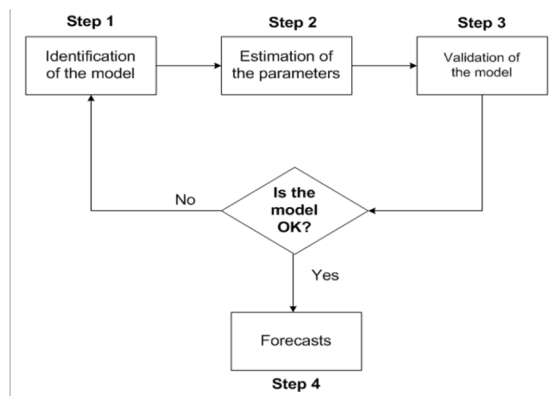 Step 1
Step 2
Step 3
Identification
of the model
Estimation of
the parameters
Validation of
the model
Is the
model
OK?
No
Yes
Forecasts
Step 4